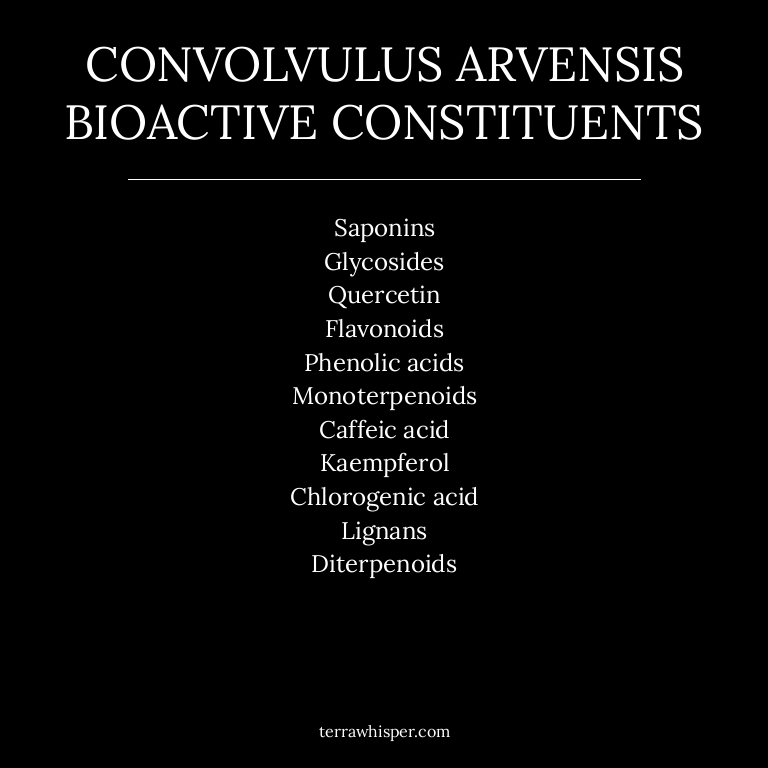 CONVOLVULUS ARVENSIS
BIOACTIVE CONSTITUENTS
Saponins
Glycosides
Quercetin
Flavonoids
Phenolic acids
Monoterpenoids
Caffeic acid
Kaempferol
Chlorogenic acid
Lignans
Diterpenoids
terrawhisper.com